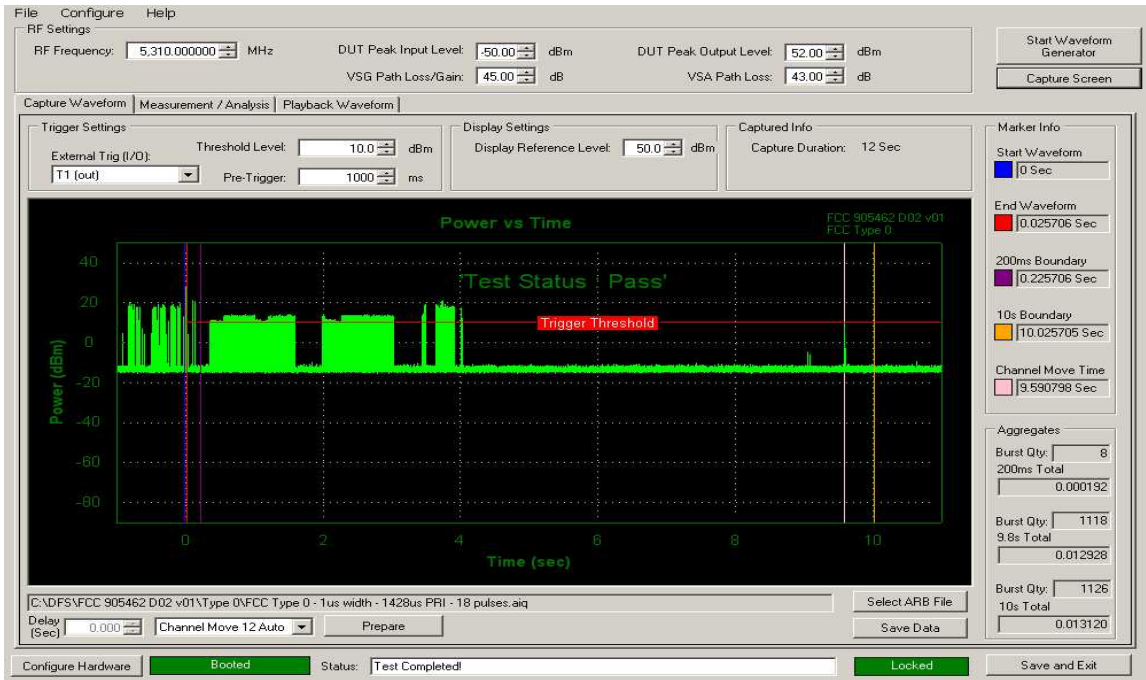 File Configure Help
RF Settings
RF Frequency: 5,310.000000 MHz
DUT Peak Input Level: -50.00 dBm
DUT Peak Output Level: 52.00 dBm
VSG Path Loss/Gain: 45.00 dB
VSA Path Loss: 43.00 dB
Start Waveform
Generator
Capture Screen
Capture Waveform Measurement / Analysis Playback Waveform
Trigger Settings
External Trig (I/O):
T1 (out)
Threshold Level: 10.0 dBm
Pre-Trigger: 1000 ms
Display Settings
Display Reference Level: 50.0 dBm
Captured Info
Capture Duration: 12 Sec
Marker Info
Start Waveform
0 Sec
End Waveform
0.025706 Sec
200ms Boundary
0.225706 Sec
10s Boundary
10.025705 Sec
Channel Move Time
9.590798 Sec
Power vs Time
FCC 905462 D02 v01
FCC Type 0
'Test Status : Pass'
Trigger Threshold
Power (dBm)
40
20
0
-20
-40
-60
-80
0 2 4 6 8 10
Time (sec)
Aggregates
Burst Qty: 8
200ms Total
0.000192
Burst Qty: 1118
9.8s Total
0.012928
Burst Qty: 1126
10s Total
0.013120
C:\DFS\FCC 905462 D02 v01\Type 0\FCC Type 0 - 1us width - 1428us PRI - 18 pulses.aiq
Select ARB File
Delay
(Sec) 0.000 Channel Move 12 Auto Prepare
Save Data
Configure Hardware Booted Status: Test Completed! Locked Save and Exit